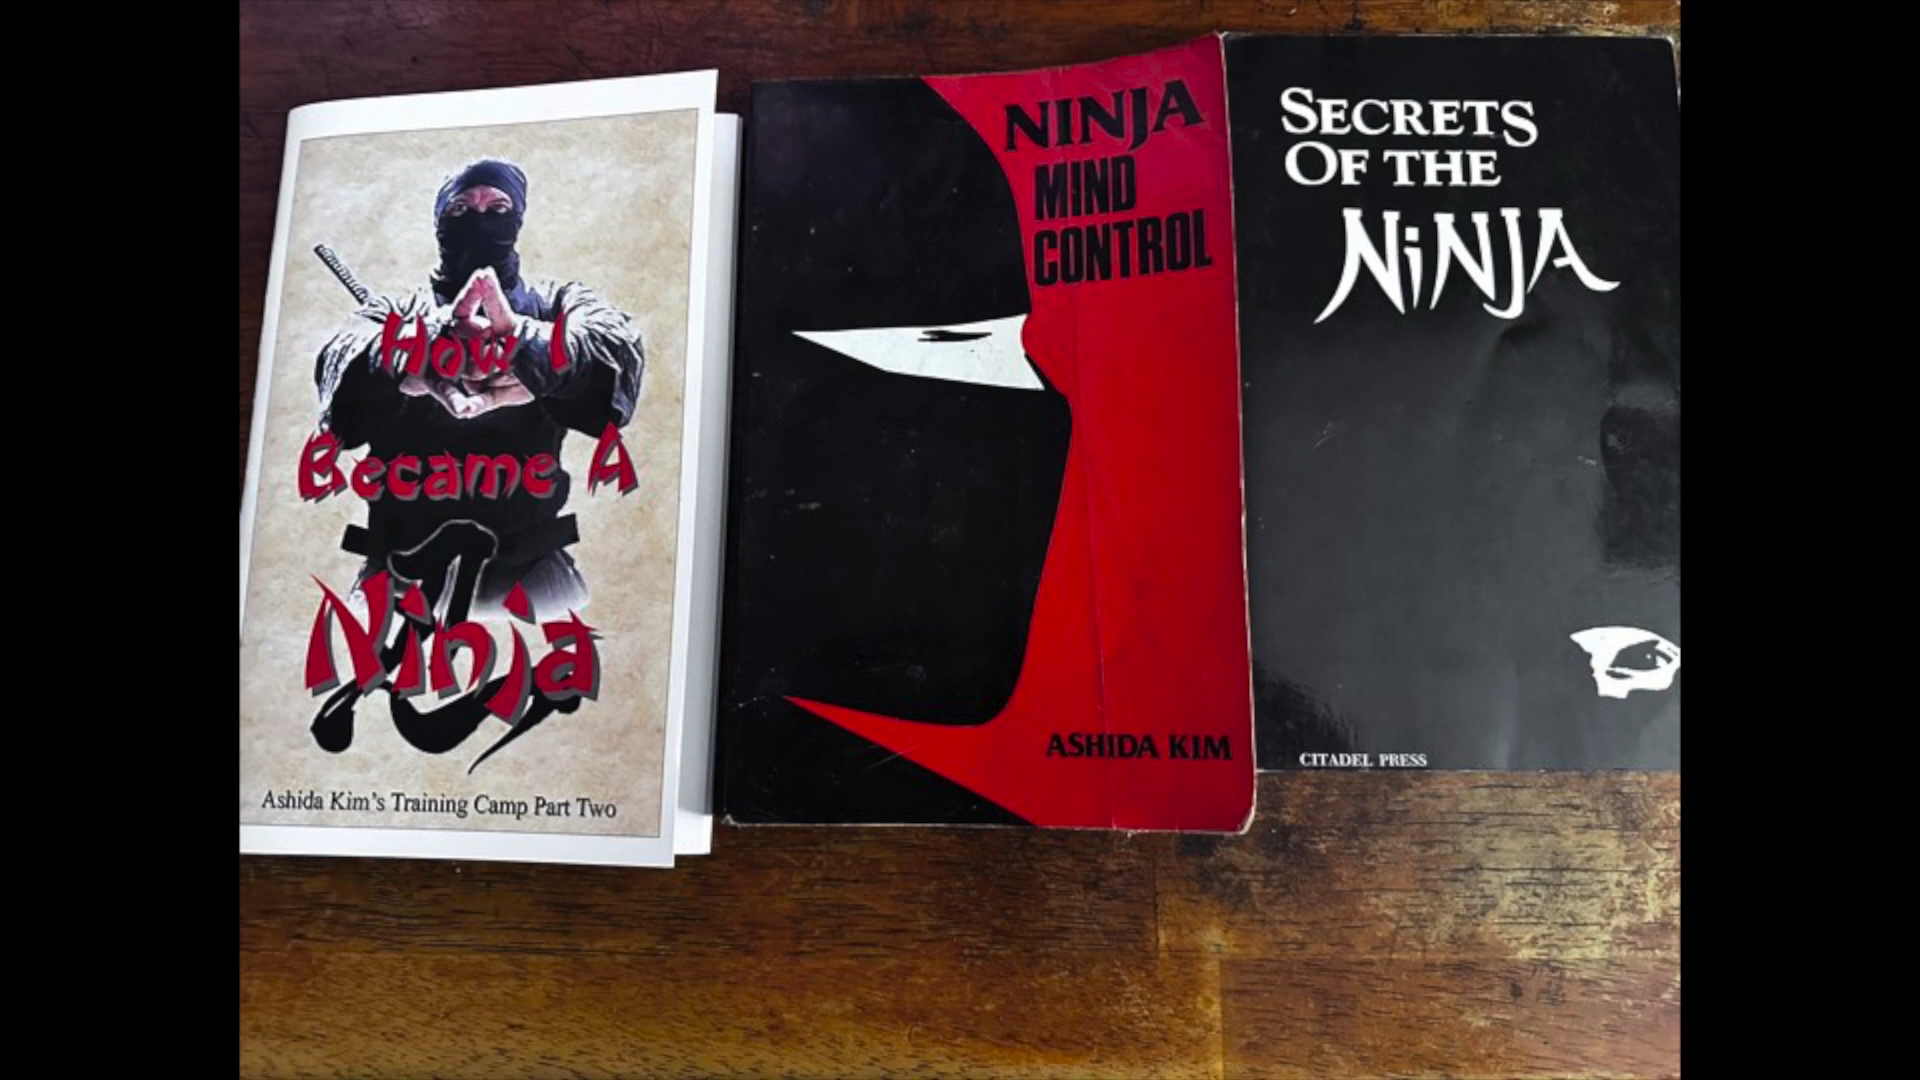 How I
Became A
Ninja
忍
Ashida Kim's Training Camp Part Two
NINJA
MIND
CONTROL
ASHIDA KIM
SECRETS
OF THE
NiNJA
CITADEL PRESS